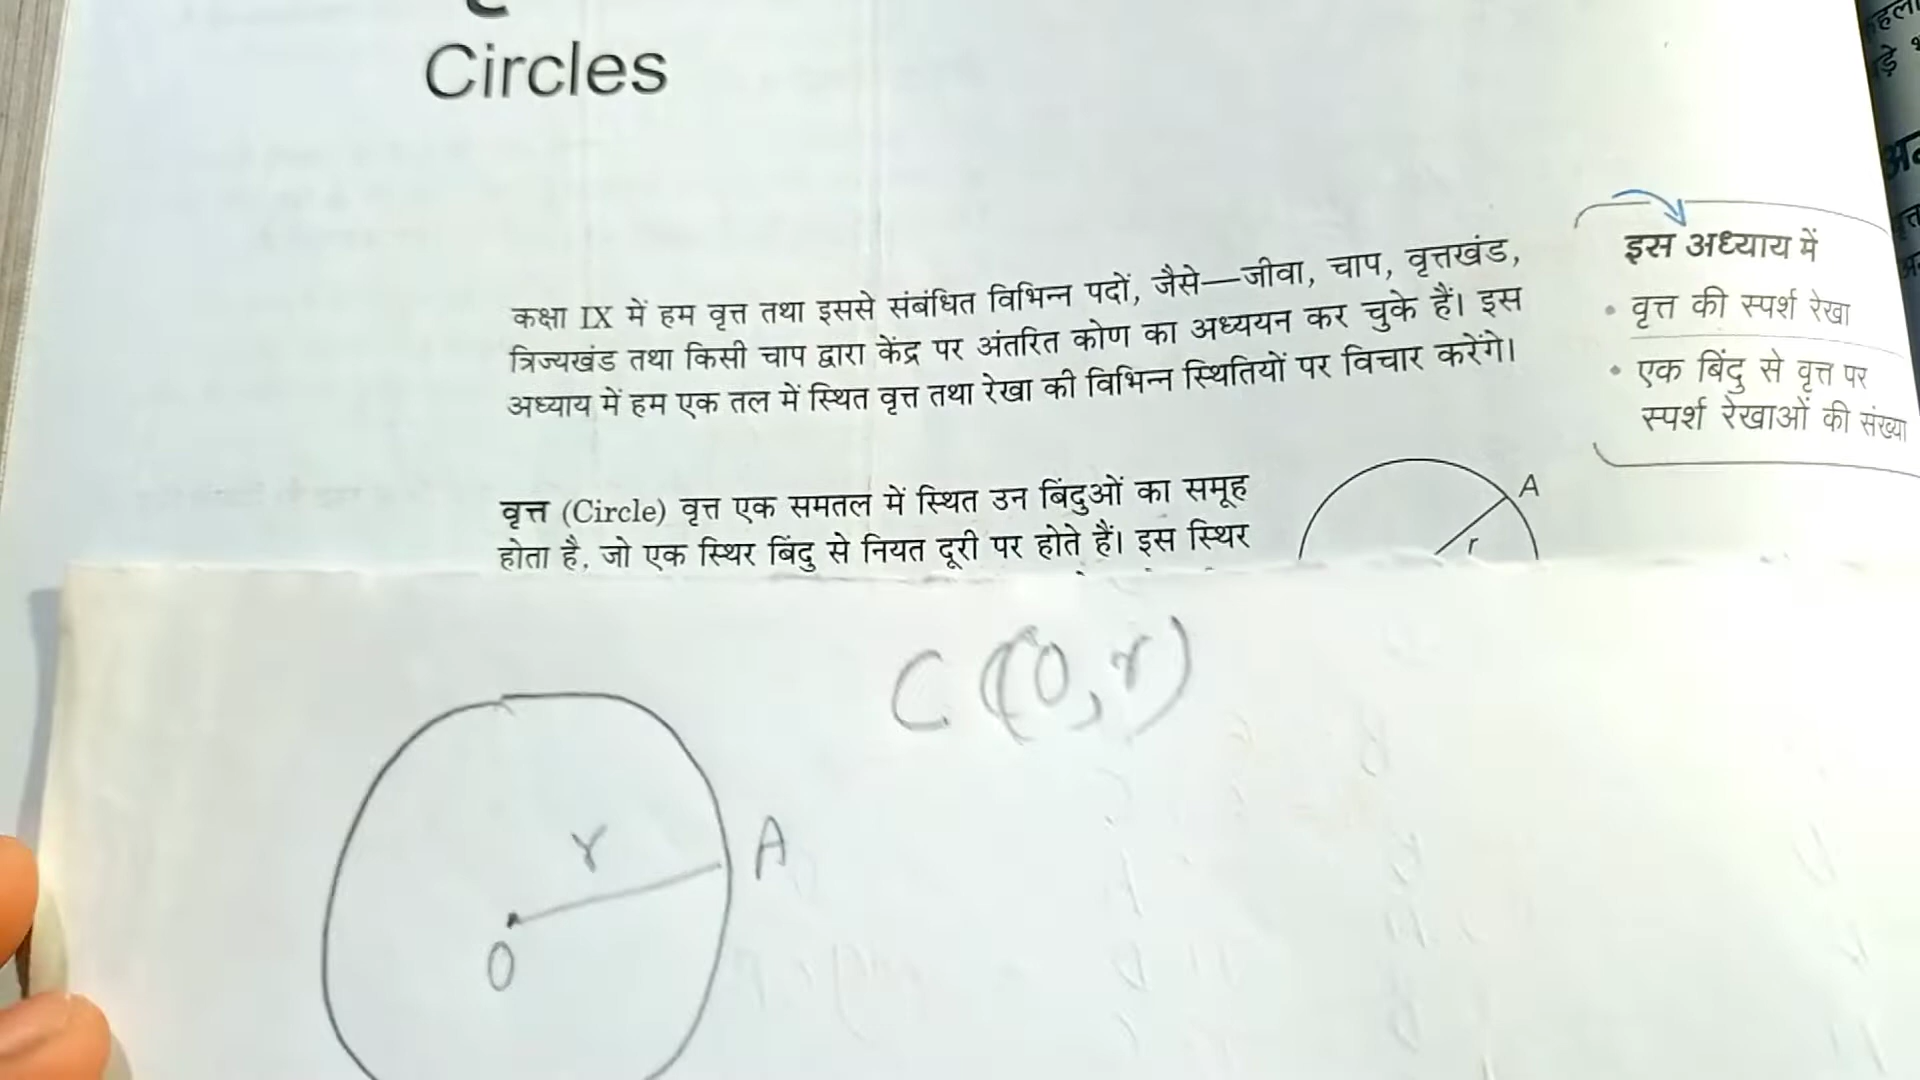 Circles
कक्षा IX में हम वृत्त तथा इससे संबंधित विभिन्न पदों, जैसे—जीवा, चाप, वृत्तखंड,
त्रिज्यखंड तथा किसी चाप द्वारा केंद्र पर अंतरित कोण का अध्ययन कर चुके हैं। इस
अध्याय में हम एक तल में स्थित वृत्त तथा रेखा की विभिन्न स्थितियों पर विचार करेंगे।
इस अध्याय में
• वृत्त की स्पर्श रेखा
• एक बिंदु से वृत्त पर
स्पर्श रेखाओं की संख्या
वृत्त (Circle) वृत्त एक समतल में स्थित उन बिंदुओं का समूह
होता है, जो एक स्थिर बिंदु से नियत दूरी पर होते हैं। इस स्थिर
A
r
C (O, r)
r
A
O